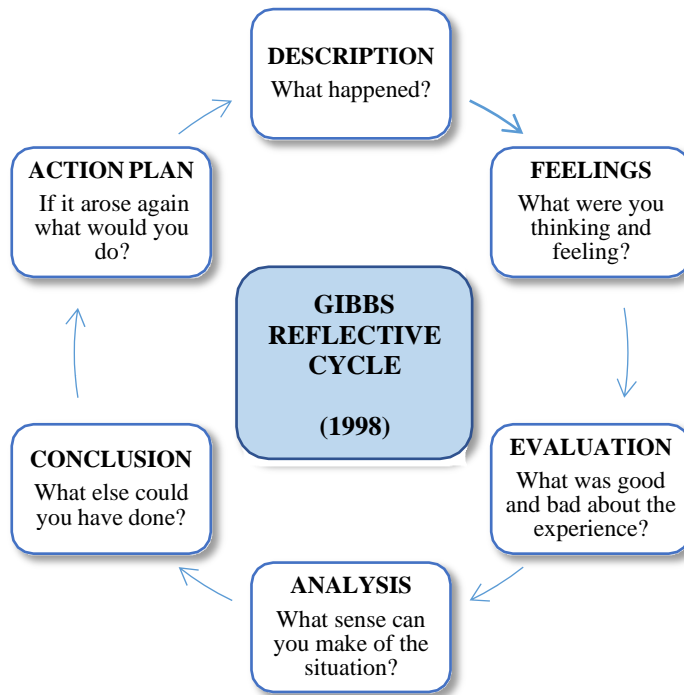 DESCRIPTION
What happened?
FEELINGS
What were you
thinking and
feeling?
EVALUATION
What was good
and bad about the
experience?
ANALYSIS
What sense can
you make of the
situation?
CONCLUSION
What else could
you have done?
ACTION PLAN
If it arose again
what would you
do?
GIBBS
REFLECTIVE
CYCLE
(1998)